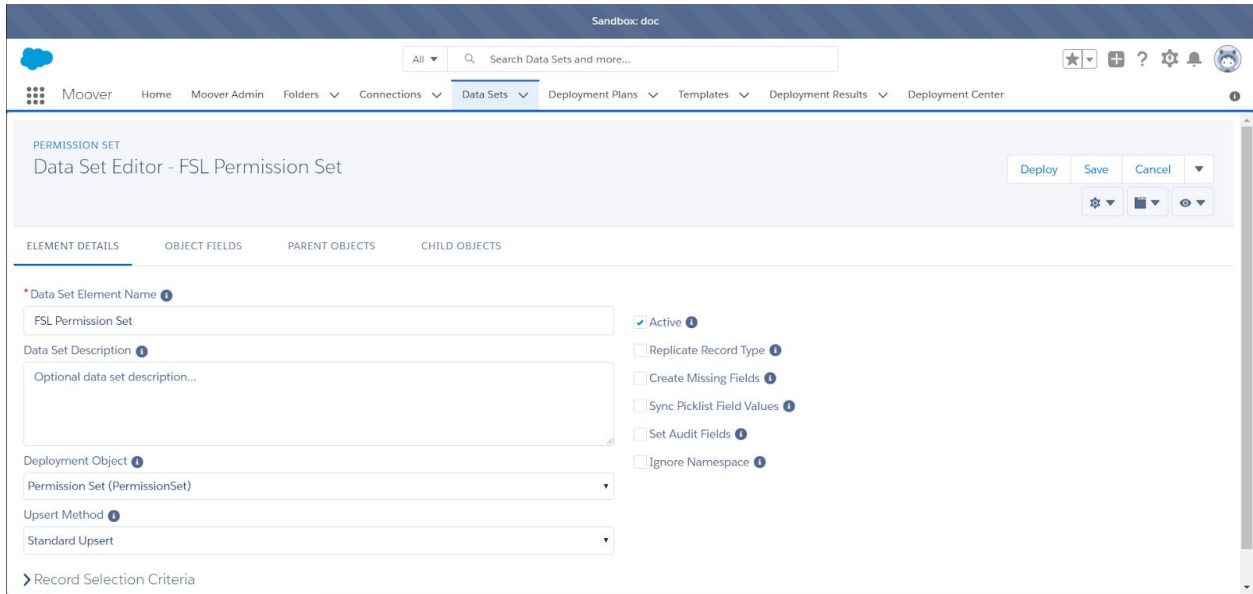 Sandbox: doc
All Search Data Sets and more...
Moover Home Moover Admin Folders Connections Data Sets Deployment Plans Templates Deployment Results Deployment Center
PERMISSION SET
Data Set Editor - FSL Permission Set
Deploy Save Cancel
ELEMENT DETAILS OBJECT FIELDS PARENT OBJECTS CHILD OBJECTS
*Data Set Element Name
FSL Permission Set
Active
Data Set Description
Replicate Record Type
Optional data set description...
Create Missing Fields
Sync Picklist Field Values
Set Audit Fields
Deployment Object
Ignore Namespace
Permission Set (PermissionSet)
Upsert Method
Standard Upsert
Record Selection Criteria